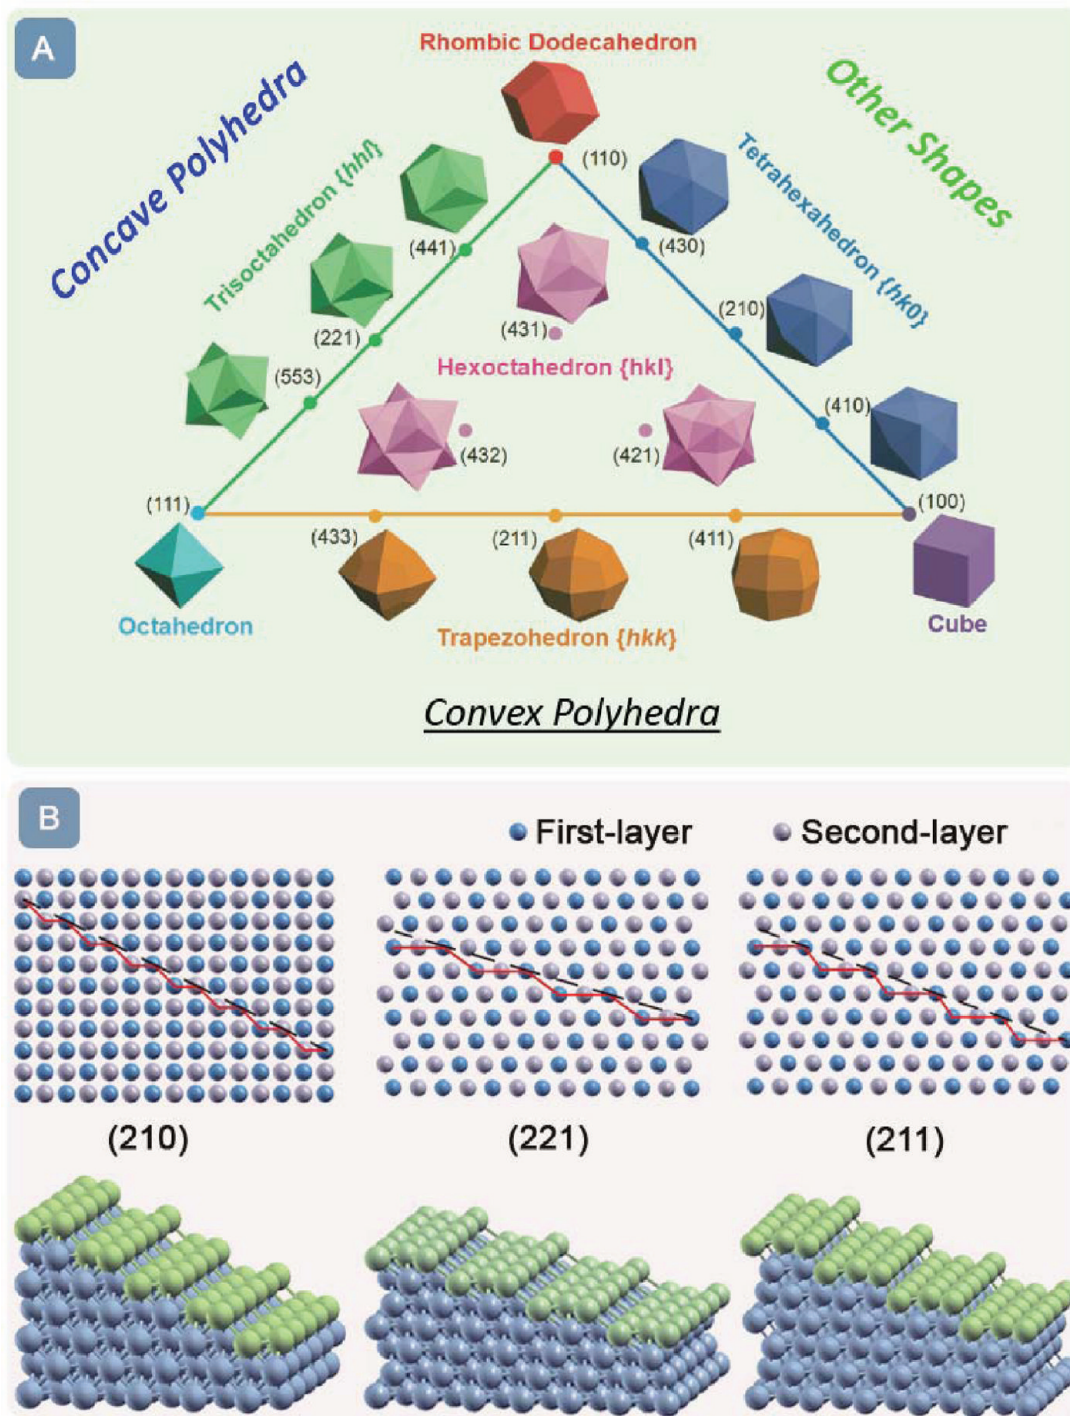 A
Rhombic Dodecahedron
Concave Polyhedra
Other Shapes
Trisoctahedron {hhl}
Tetrahexahedron {hk0}
(110)
(441)
(430)
(221)
(431)
(210)
(553)
Hexoctahedron {hkl}
(410)
(432)
(421)
(111)
(100)
(433)
(211)
(411)
Octahedron
Trapezohedron {hkk}
Cube
Convex Polyhedra
B
First-layer
Second-layer
(210)
(221)
(211)